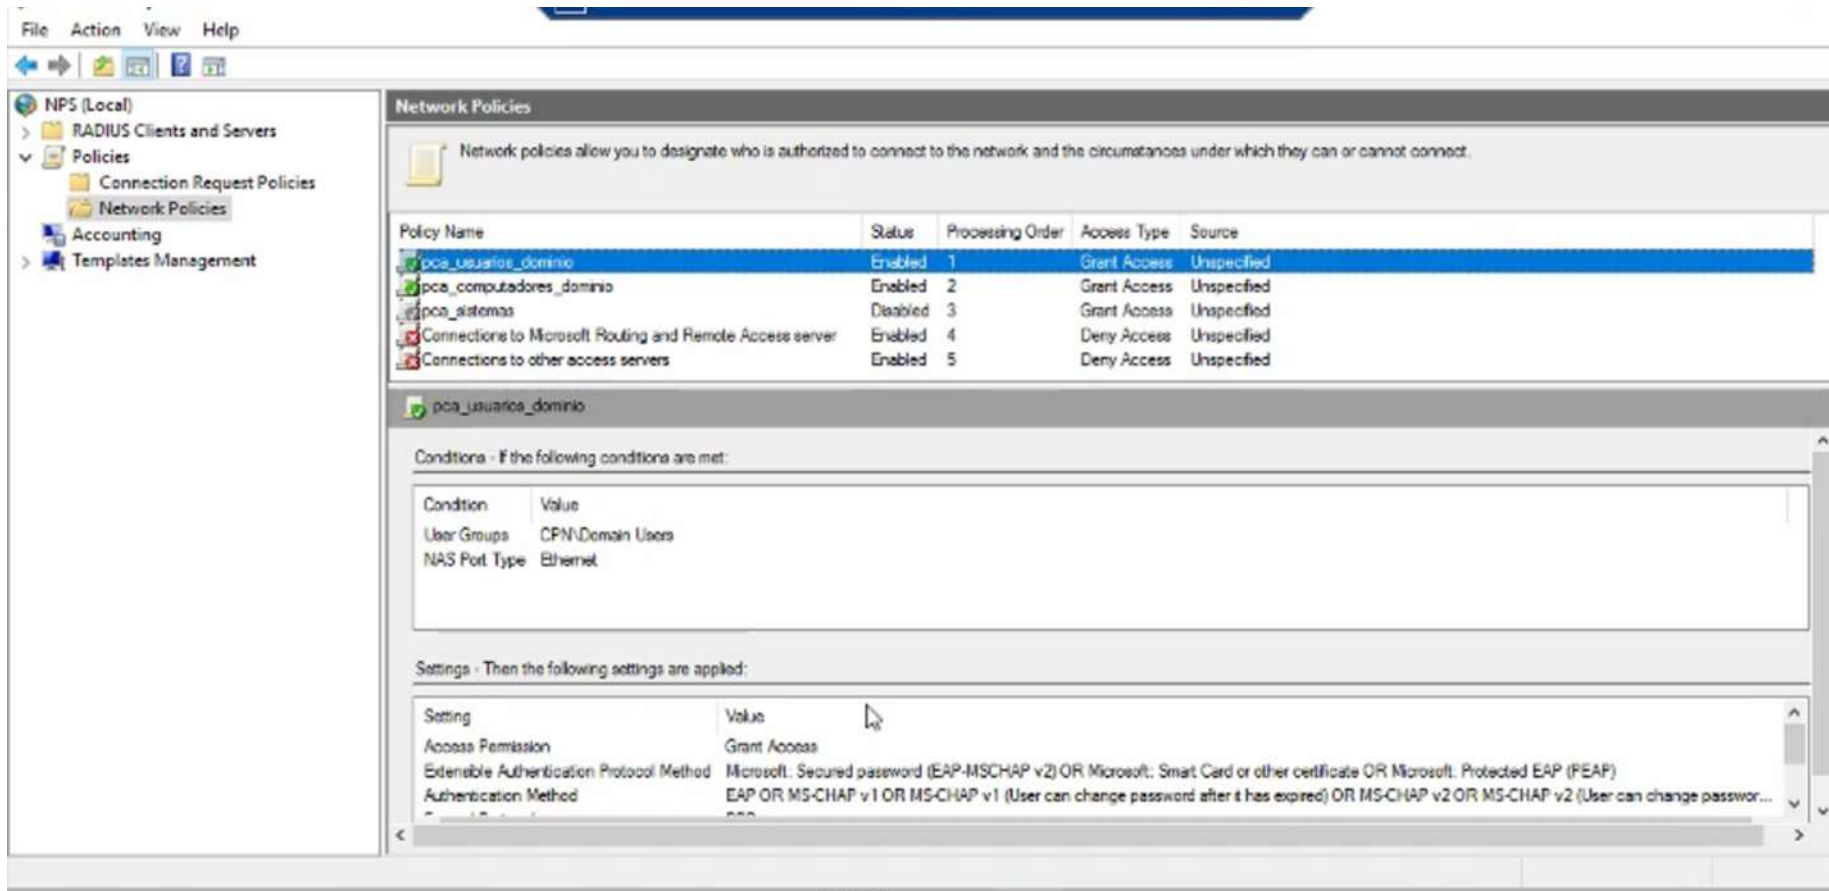 File Action View Help
NPS (Local)
RADIUS Clients and Servers
Policies
Connection Request Policies
Network Policies
Accounting
Templates Management
Network Policies
Network policies allow you to designate who is authorized to connect to the network and the circumstances under which they can or cannot connect.
Policy Name Status Processing Order Access Type Source
pca_usuarios_dominio Enabled 1 Grant Access Unspecified
pca_computadores_dominio Enabled 2 Grant Access Unspecified
pca_sistemas Disabled 3 Grant Access Unspecified
Connections to Microsoft Routing and Remote Access server Enabled 4 Deny Access Unspecified
Connections to other access servers Enabled 5 Deny Access Unspecified
pca_usuarios_dominio
Conditions - If the following conditions are met:
Condition Value
User Groups CPN\Domain Users
NAS Port Type Ethernet
Settings - Then the following settings are applied:
Setting Value
Access Permission Grant Access
Extensible Authentication Protocol Method Microsoft: Secured password (EAP-MSCHAP v2) OR Microsoft: Smart Card or other certificate OR Microsoft: Protected EAP (PEAP)
Authentication Method EAP OR MS-CHAP v1 OR MS-CHAP v1 (User can change password after it has expired) OR MS-CHAP v2 OR MS-CHAP v2 (User can change passwor...